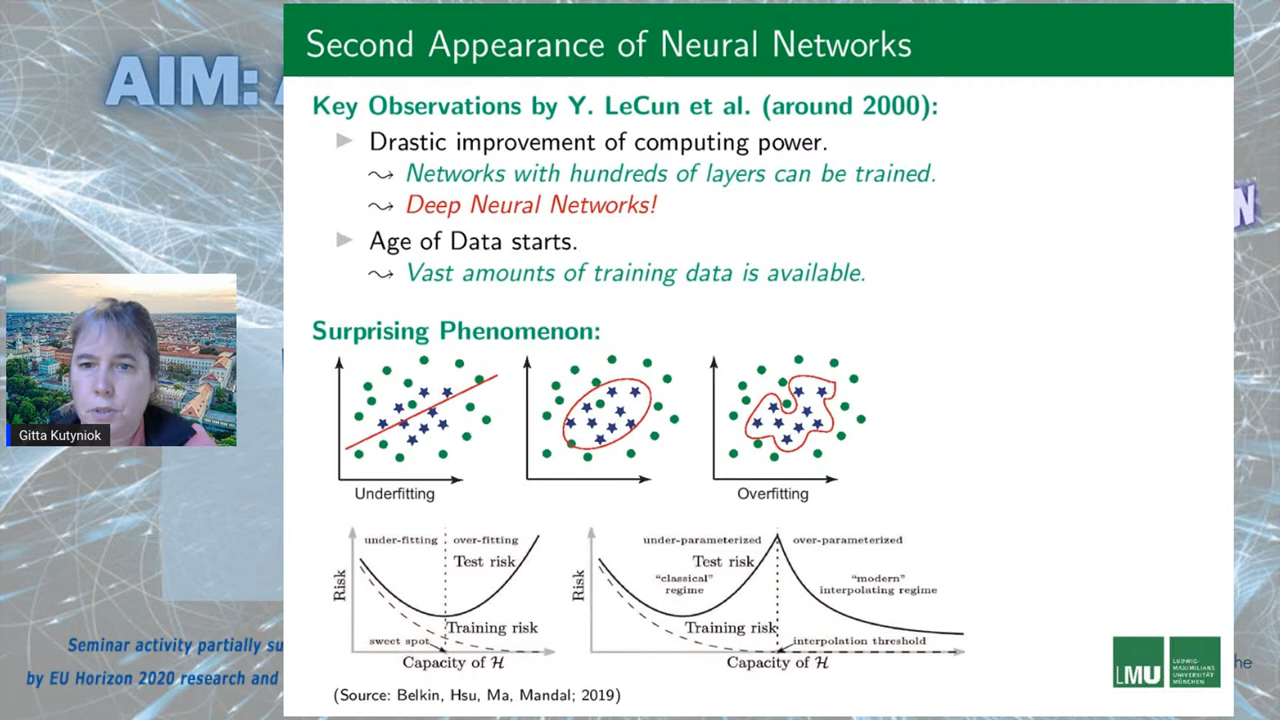 AIM:
Second Appearance of Neural Networks
Key Observations by Y. LeCun et al. (around 2000):
Drastic improvement of computing power.
⤳ Networks with hundreds of layers can be trained.
⤳ Deep Neural Networks!
Age of Data starts.
⤳ Vast amounts of training data is available.
Surprising Phenomenon:
Gitta Kutyniok
Underfitting
Overfitting
under-fitting
over-fitting
Test risk
Risk
Training risk
sweet spot
Capacity of H
under-parameterized
over-parameterized
Test risk
"classical"
regime
"modern"
interpolating regime
Risk
Training risk
interpolation threshold
Capacity of H
(Source: Belkin, Hsu, Ma, Mandal; 2019)
Seminar activity partially su
by EU Horizon 2020 research and
N
he
LMU
LUDWIG-
MAXIMILIANS
UNIVERSITÄT
MÜNCHEN